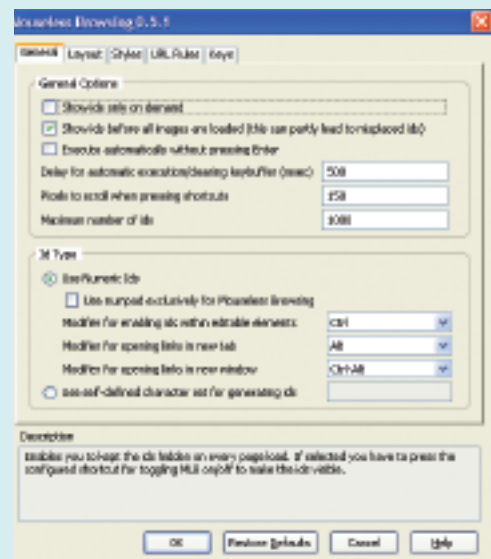 Mouseless Browsing 0.5.1
General Layout Styles URL Rules Keys
General Options
Show ids only on demand
Show ids before all images are loaded (this can partly lead to misplaced ids)
Execute automatically without pressing Enter
Delay for automatic execution/clearing keybuffer (msec) 500
Pixels to scroll when pressing shortcuts 150
Maximum number of ids 1000
Id Type
Use Numeric Ids
Use numpad exclusively for Mouseless Browsing
Modifier for enabling ids within editable elements Ctrl
Modifier for opening links in new tab Alt
Modifier for opening links in new window Ctrl+Alt
Use self-defined character set for generating ids
Description
Enables you to kept the ids hidden on every page load. If selected you have to press the
configured shortcut for toggling MLB on/off to make the ids visible.
OK Restore Defaults Cancel Help